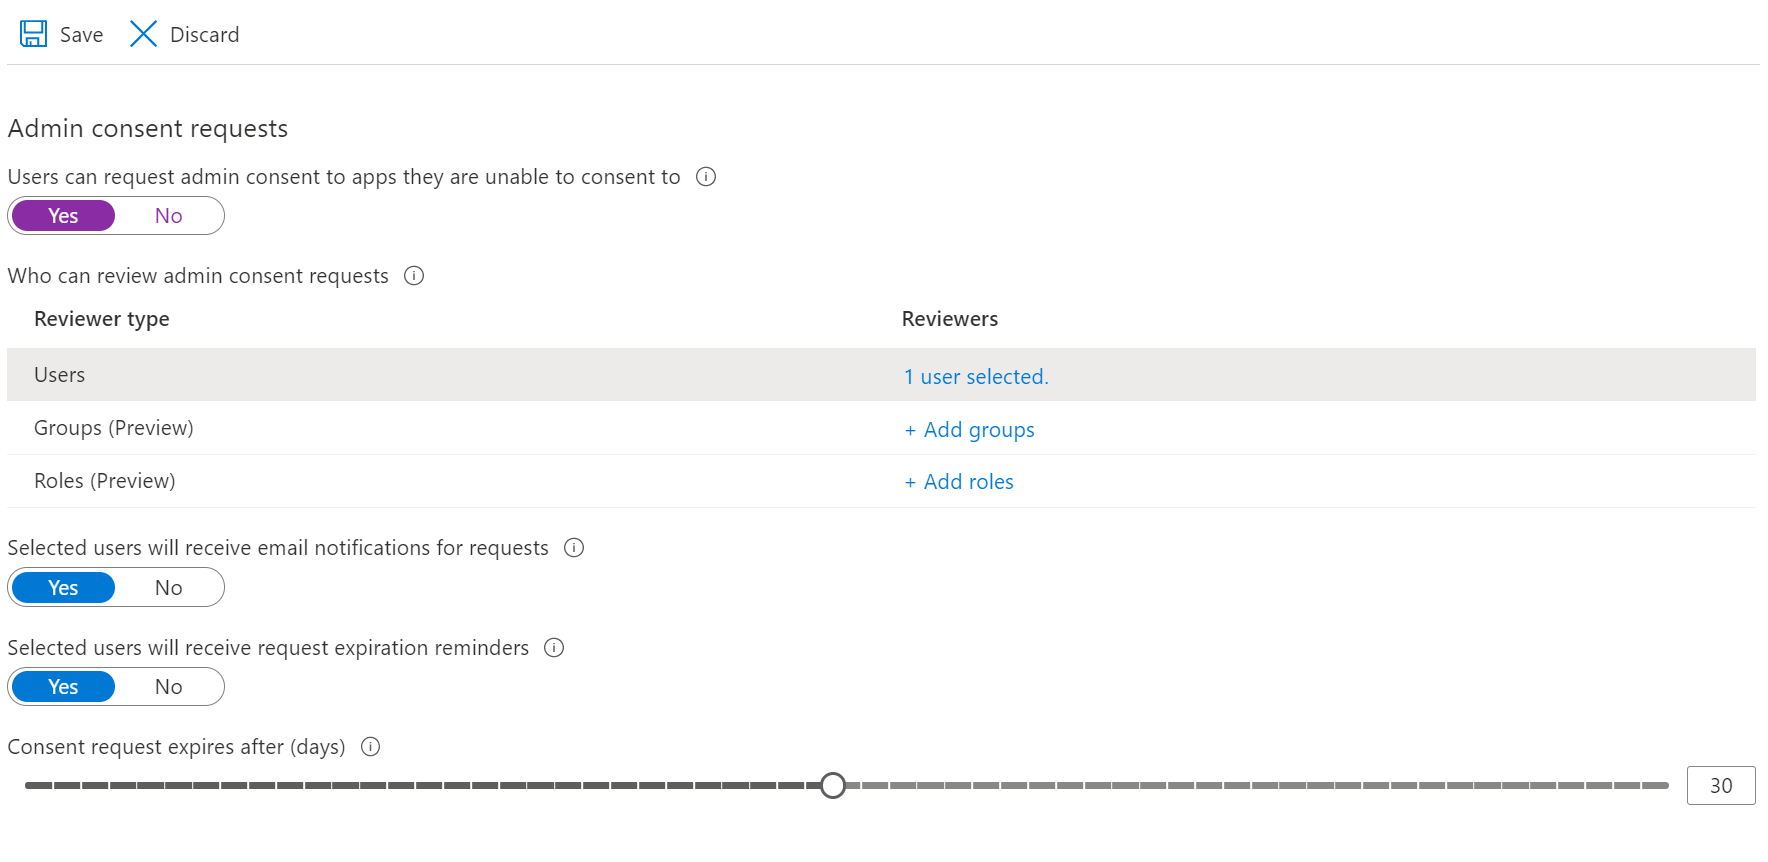 Save Discard
Admin consent requests
Users can request admin consent to apps they are unable to consent to
Yes No
Who can review admin consent requests
Reviewer type Reviewers
Users 1 user selected.
Groups (Preview) + Add groups
Roles (Preview) + Add roles
Selected users will receive email notifications for requests
Yes No
Selected users will receive request expiration reminders
Yes No
Consent request expires after (days)
30